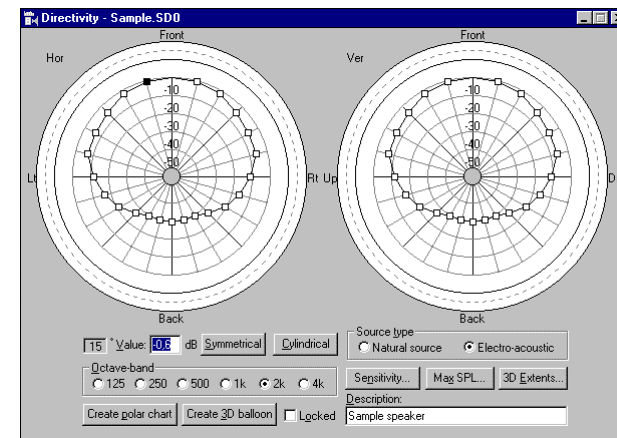 Directivity - Sample.SD0
Front
Front
Hor
Ver
-10
-20
-30
-40
-50
-10
-20
-30
-40
-50
Lt
Rt
Up
D
Back
Back
15 ° Value: -0.6 dB Symmetrical Cylindrical
Source type
Natural source Electro-acoustic
Octave-band
125 250 500 1k 2k 4k
Sensitivity... Max SPL... 3D Extents...
Description:
Create polar chart Create 3D balloon Locked
Sample speaker